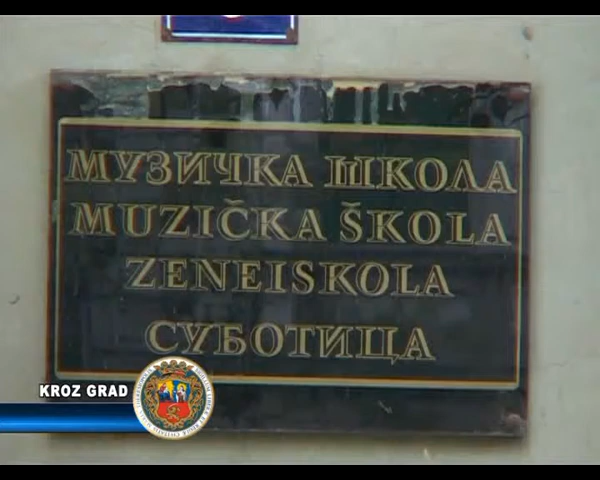 МУЗИЧКА ШКОЛА
MUZIČKA ŠKOLA
ZENEISKOLA
СУБОТИЦА
KROZ GRAD